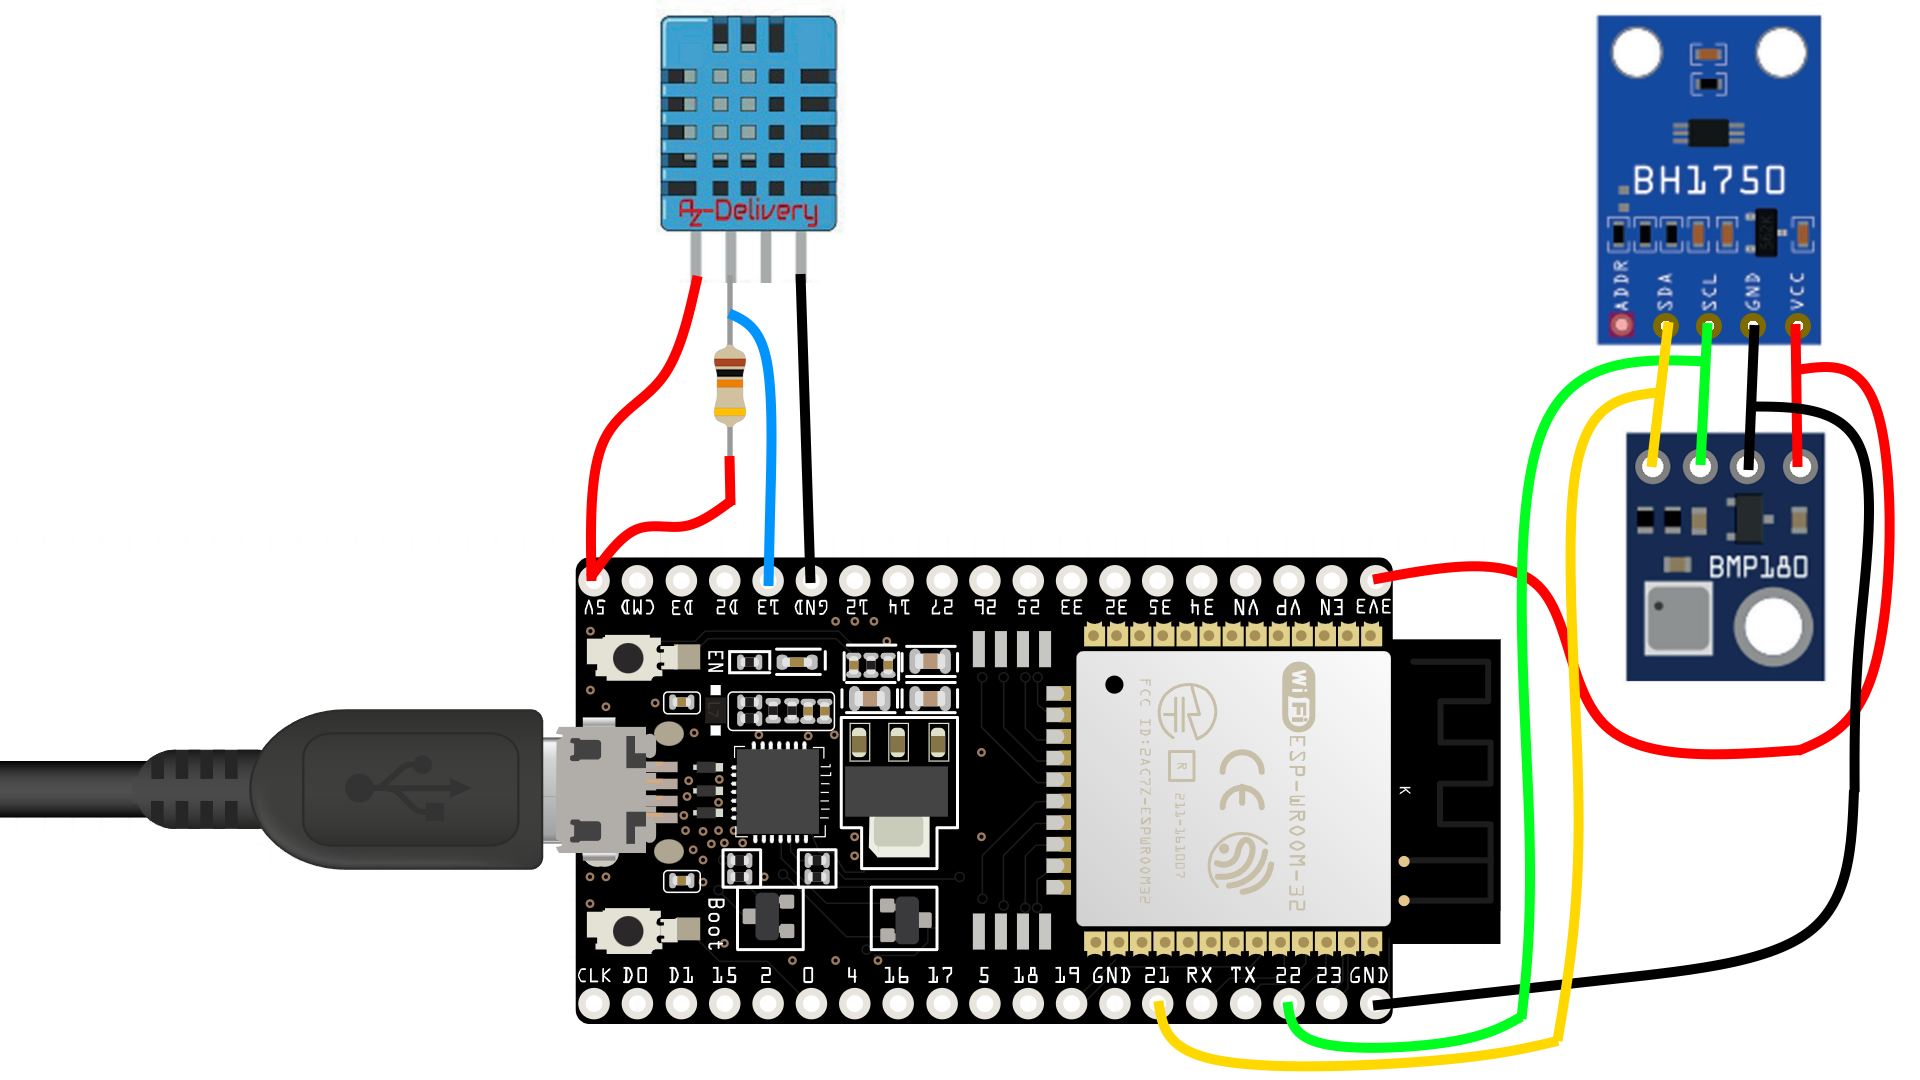 Az-Delivery
BH1750
ADDR
SDA
SCL
GND
VCC
BMP180
5V CMD D3 D2 13 GND 12 14 27 26 25 33 32 35 34 VN VP EN 3V3
EN
WiFi
ESP-WROOM-32
FCC ID:2AC7Z-ESPWROOM32
R
211-161007
CE
K
Boot
CLK D0 D1 15 2 0 4 16 17 5 18 19 GND 21 RX TX 22 23 GND